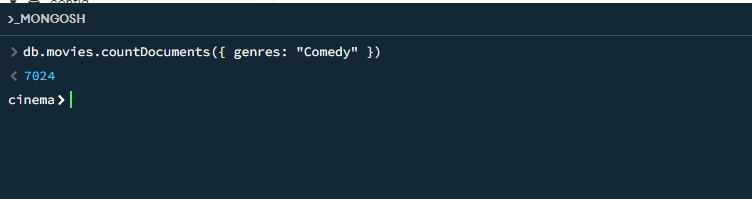 >_MONGOSH
> db.movies.countDocuments({ genres: "Comedy" })
< 7024
cinema>